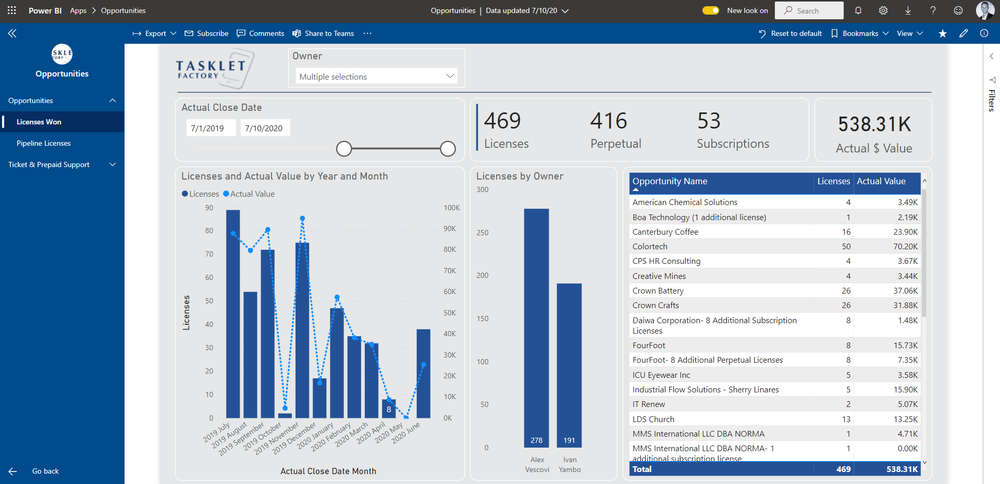 Power BI Apps > Opportunities
Opportunities | Data updated 7/10/20
New look on
Search
Export
Subscribe
Comments
Share to Teams
Reset to default
Bookmarks
View
SKLE
TORY
Opportunities
Opportunities
Licenses Won
Pipeline Licenses
Ticket & Prepaid Support
Go back
TASKLET
FACTORY
Owner
Multiple selections
Actual Close Date
7/1/2019
7/10/2020
469
Licenses
416
Perpetual
53
Subscriptions
538.31K
Actual $ Value
Filters
Licenses and Actual Value by Year and Month
Licenses Actual Value
90
80
70
60
50
40
30
20
10
0
Licenses
100K
90K
80K
70K
60K
50K
40K
30K
20K
10K
0K
8
2019 July
2019 August
2019 September
2019 October
2019 November
2019 December
2020 January
2020 February
2020 March
2020 April
2020 May
2020 June
Actual Close Date Month
Licenses by Owner
300
250
200
150
100
50
0
278
191
Alex
Vescovi
Ivan
Yambo
Opportunity Name Licenses Actual Value
American Chemical Solutions 4 3.49K
Boa Technology (1 additional license) 1 2.19K
Canterbury Coffee 16 23.90K
Colortech 50 70.20K
CPS HR Consulting 4 3.67K
Creative Mines 4 3.44K
Crown Battery 26 37.06K
Crown Crafts 26 31.88K
Daiwa Corporation- 8 Additional Subscription 8 1.48K
Licenses
FourFoot 8 15.73K
FourFoot- 8 Additional Perpetual Licenses 8 7.35K
ICU Eyewear Inc 5 3.58K
Industrial Flow Solutions - Sherry Linares 5 15.90K
IT Renew 2 5.07K
LDS Church 13 13.25K
MMS International LLC DBA NORMA 1 4.71K
MMS International LLC DBA NORMA- 1 1 0.00K
additional subscription license
Total 469 538.31K